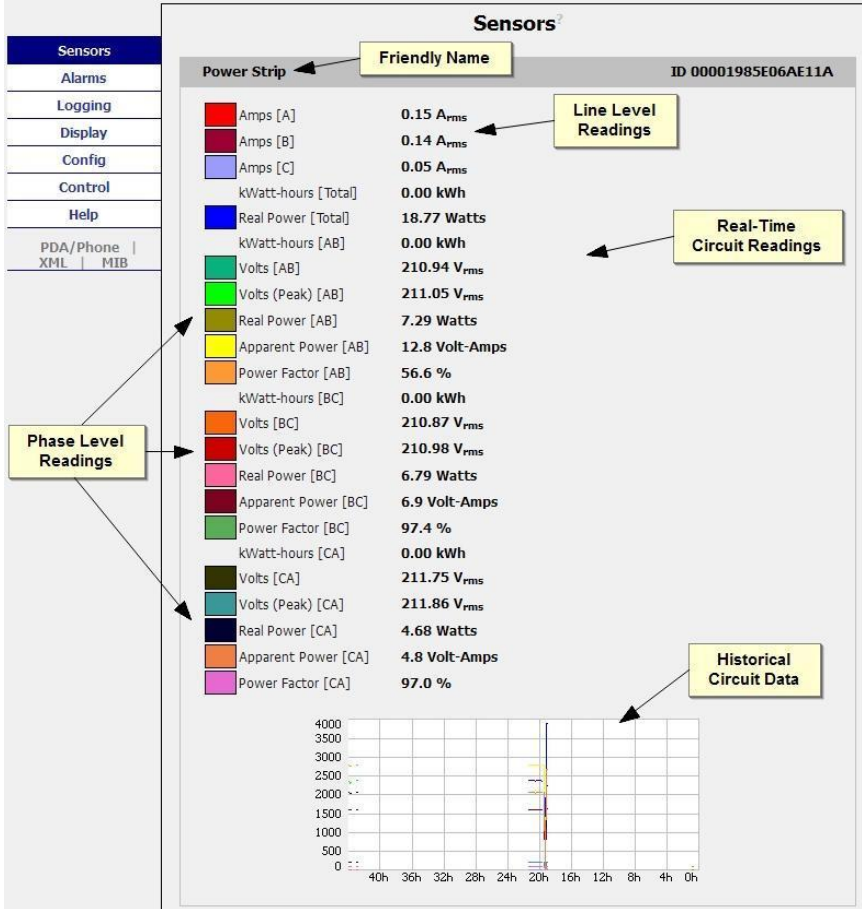 Sensors?
Sensors
Alarms
Logging
Display
Config
Control
Help
PDA/Phone |
XML | MIB
Friendly Name
Power Strip ID 00001985E06AE11A
Line Level
Readings
Real-Time
Circuit Readings
Amps [A] 0.15 Arms
Amps [B] 0.14 Arms
Amps [C] 0.05 Arms
kWatt-hours [Total] 0.00 kWh
Real Power [Total] 18.77 Watts
kWatt-hours [AB] 0.00 kWh
Volts [AB] 210.94 Vrms
Volts (Peak) [AB] 211.05 Vrms
Real Power [AB] 7.29 Watts
Apparent Power [AB] 12.8 Volt-Amps
Power Factor [AB] 56.6 %
kWatt-hours [BC] 0.00 kWh
Volts [BC] 210.87 Vrms
Volts (Peak) [BC] 210.98 Vrms
Real Power [BC] 6.79 Watts
Apparent Power [BC] 6.9 Volt-Amps
Power Factor [BC] 97.4 %
kWatt-hours [CA] 0.00 kWh
Volts [CA] 211.75 Vrms
Volts (Peak) [CA] 211.86 Vrms
Real Power [CA] 4.68 Watts
Apparent Power [CA] 4.8 Volt-Amps
Power Factor [CA] 97.0 %
Phase Level
Readings
Historical
Circuit Data
4000
3500
3000
2500
2000
1500
1000
500
0
40h 36h 32h 28h 24h 20h 16h 12h 8h 4h 0h